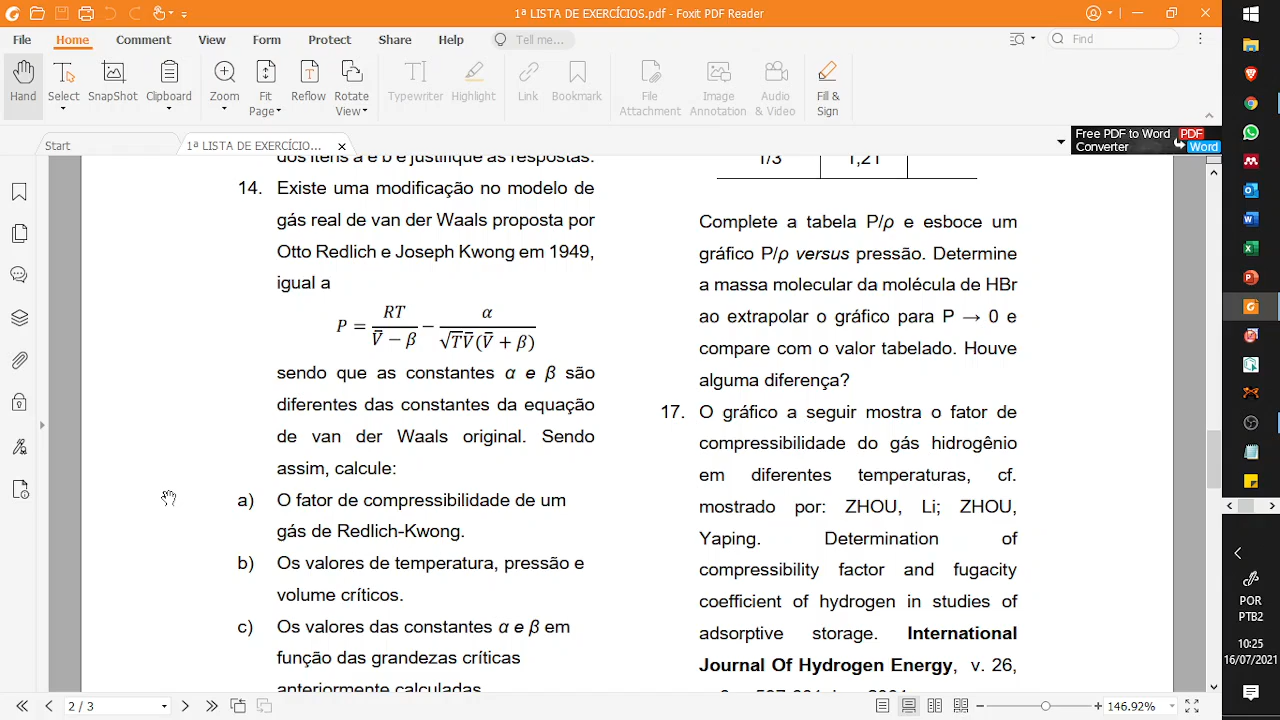 1ª LISTA DE EXERCÍCIOS.pdf - Foxit PDF Reader
File Home Comment View Form Protect Share Help Tell me... Find
Hand Select SnapShot Clipboard Zoom Fit Page Reflow Rotate View Typewriter Highlight Link Bookmark File Attachment Image Annotation Audio & Video Fill & Sign
Start 1ª LISTA DE EXERCÍCIO...
Free PDF to Word Converter PDF Word
dos itens a e b e justifique as respostas.
14. Existe uma modificação no modelo de
gás real de van der Waals proposta por
Otto Redlich e Joseph Kwong em 1949,
igual a
P = RT / (V̅ − β) − α / (√T V̅(V̅ + β))
sendo que as constantes α e β são
diferentes das constantes da equação
de van der Waals original. Sendo
assim, calcule:
a) O fator de compressibilidade de um
gás de Redlich-Kwong.
b) Os valores de temperatura, pressão e
volume críticos.
c) Os valores das constantes α e β em
função das grandezas críticas
anteriormente calculadas
1/3 1,21
Complete a tabela P/ρ e esboce um
gráfico P/ρ versus pressão. Determine
a massa molecular da molécula de HBr
ao extrapolar o gráfico para P → 0 e
compare com o valor tabelado. Houve
alguma diferença?
17. O gráfico a seguir mostra o fator de
compressibilidade do gás hidrogênio
em diferentes temperaturas, cf.
mostrado por: ZHOU, Li; ZHOU,
Yaping. Determination of
compressibility factor and fugacity
coefficient of hydrogen in studies of
adsorptive storage. International
Journal Of Hydrogen Energy, v. 26,
2 / 3
146.92%
POR
PTB2
10:25
16/07/2021